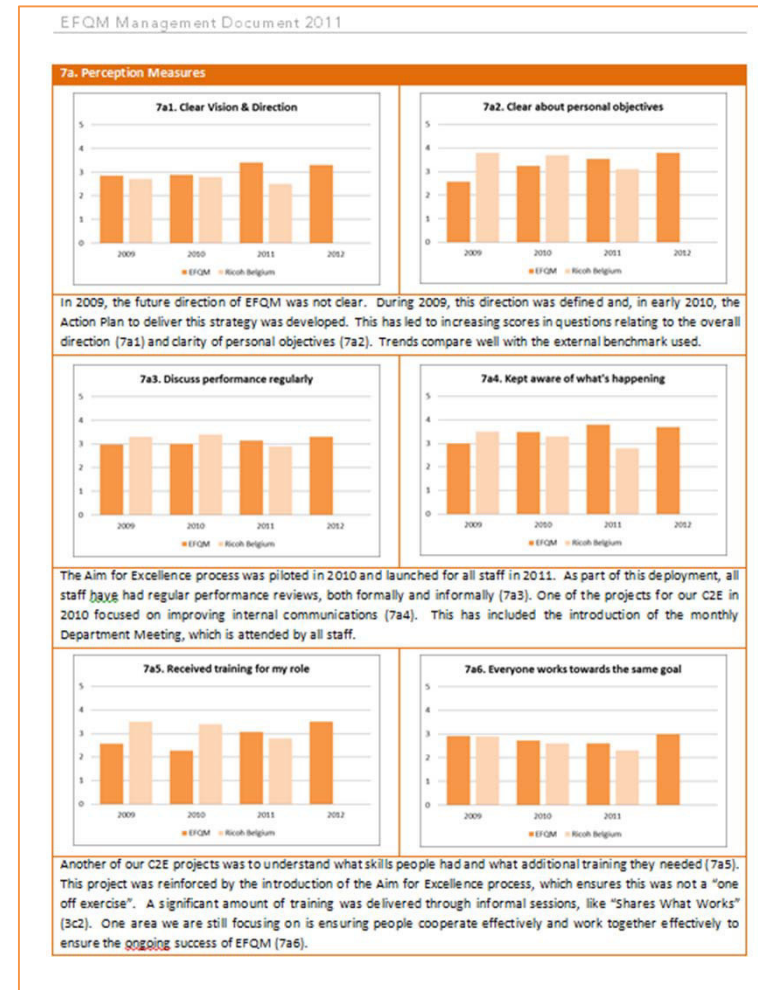 EFQM Management Document 2011
7a. Perception Measures
7a1. Clear Vision & Direction
5
4
3
2
1
0
2009 2010 2011 2012
EFQM Ricoh Belgium
7a2. Clear about personal objectives
5
4
3
2
1
0
2009 2010 2011 2012
EFQM Ricoh Belgium
In 2009, the future direction of EFQM was not clear. During 2009, this direction was defined and, in early 2010, the
Action Plan to deliver this strategy was developed. This has led to increasing scores in questions relating to the overall
direction (7a1) and clarity of personal objectives (7a2). Trends compare well with the external benchmark used.
7a3. Discuss performance regularly
5
4
3
2
1
0
2009 2010 2011 2012
EFQM Ricoh Belgium
7a4. Kept aware of what's happening
5
4
3
2
1
0
2009 2010 2011 2012
EFQM Ricoh Belgium
The Aim for Excellence process was piloted in 2010 and launched for all staff in 2011. As part of this deployment, all
staff have had regular performance reviews, both formally and informally (7a3). One of the projects for our C2E in
2010 focused on improving internal communications (7a4). This has included the introduction of the monthly
Department Meeting, which is attended by all staff.
7a5. Received training for my role
5
4
3
2
1
0
2009 2010 2011 2012
EFQM Ricoh Belgium
7a6. Everyone works towards the same goal
5
4
3
2
1
0
2009 2010 2011
EFQM Ricoh Belgium
Another of our C2E projects was to understand what skills people had and what additional training they needed (7a5).
This project was reinforced by the introduction of the Aim for Excellence process, which ensures this was not a “one
off exercise”. A significant amount of training was delivered through informal sessions, like “Shares What Works”
(3c2). One area we are still focusing on is ensuring people cooperate effectively and work together effectively to
ensure the ongoing success of EFQM (7a6).